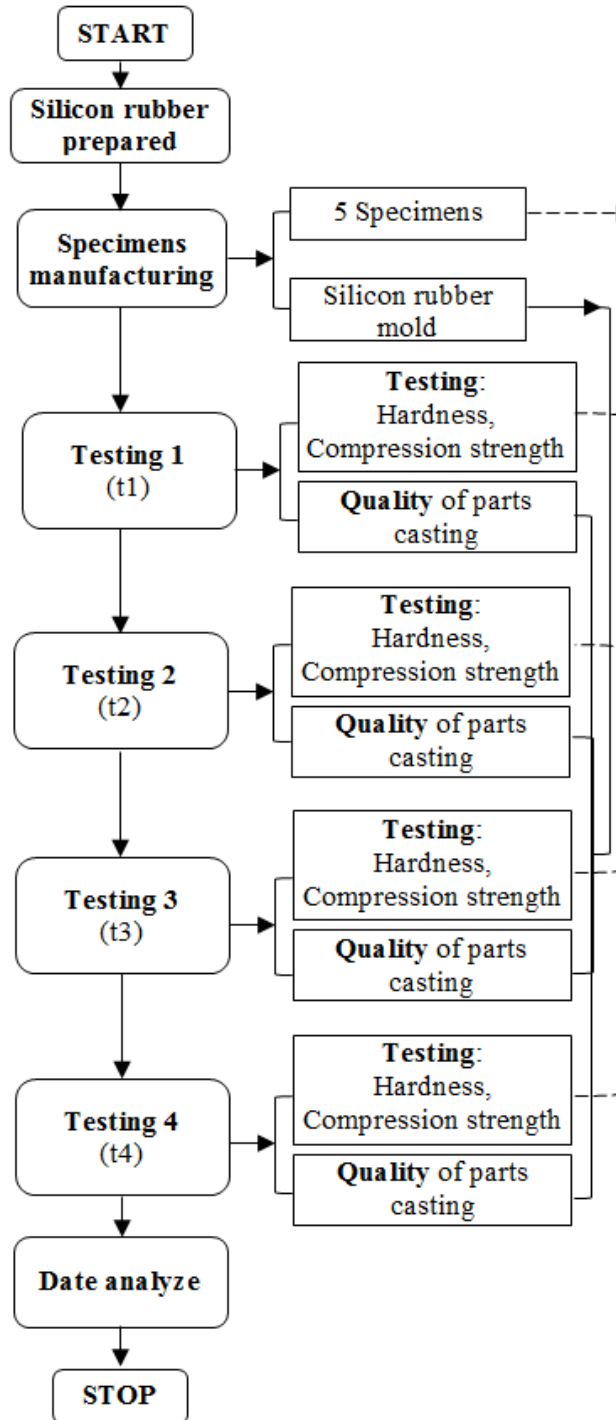 START
Silicon rubber
prepared
Specimens
manufacturing
5 Specimens
Silicon rubber
mold
Testing 1
(t1)
Testing:
Hardness,
Compression strength
Quality of parts
casting
Testing 2
(t2)
Testing:
Hardness,
Compression strength
Quality of parts
casting
Testing 3
(t3)
Testing:
Hardness,
Compression strength
Quality of parts
casting
Testing 4
(t4)
Testing:
Hardness,
Compression strength
Quality of parts
casting
Date analyze
STOP